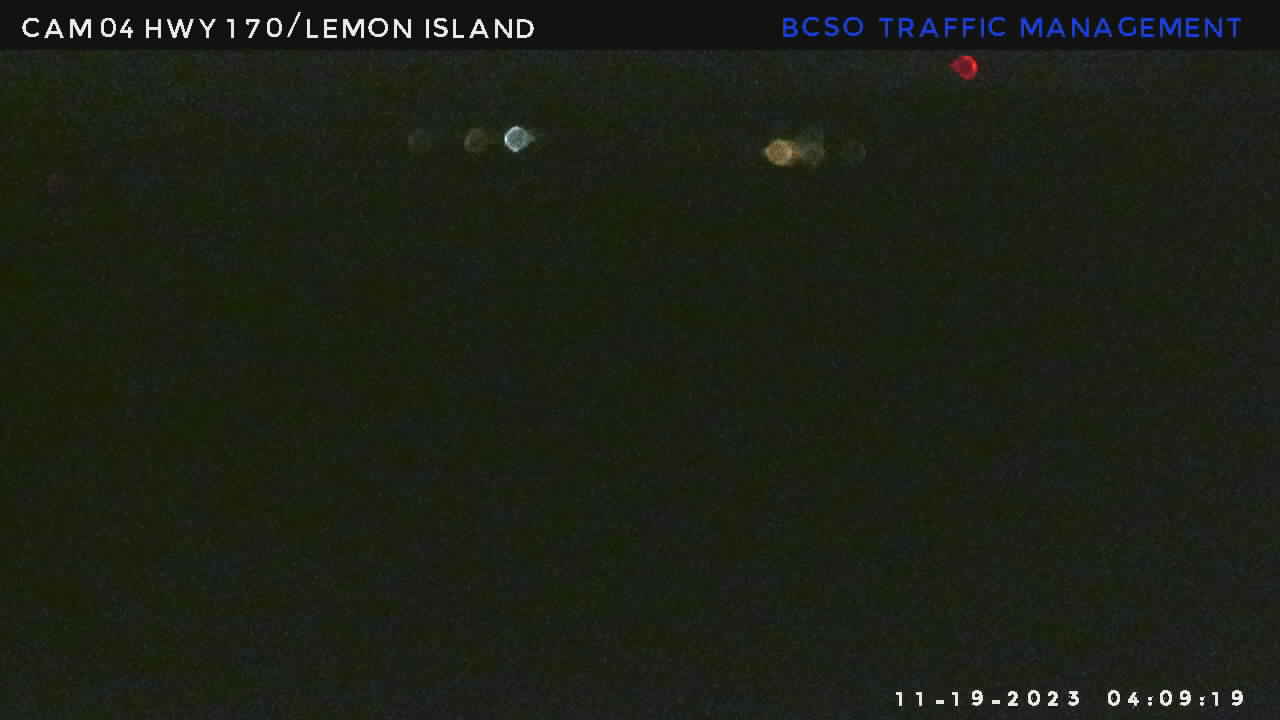 CAM04 HWY 170/LEMON ISLAND
BCSO TRAFFIC MANAGEMENT
11-19-2023 04:09:19